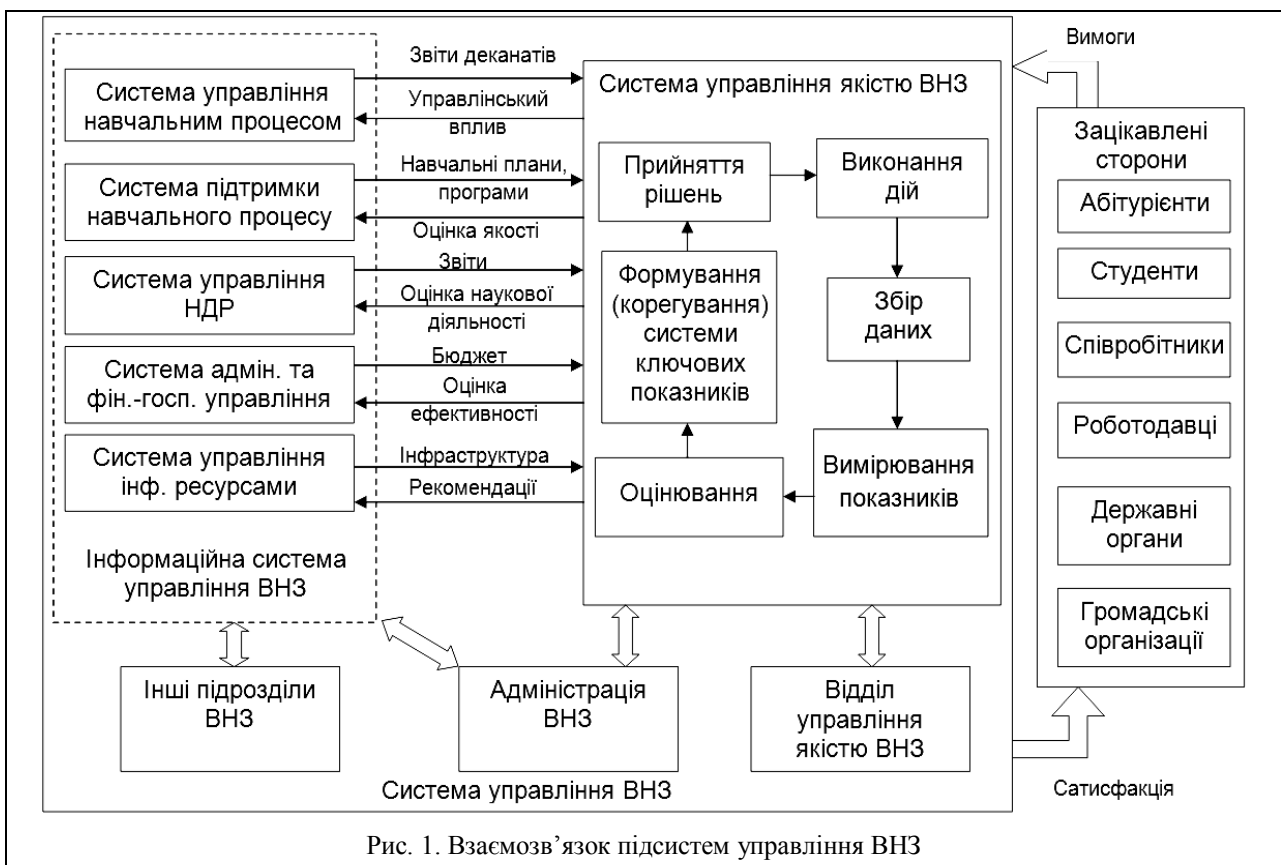 Звіти деканатів
Управлінський
вплив
Навчальні плани,
програми
Оцінка якості
Звіти
Оцінка наукової
діяльності
Бюджет
Оцінка
ефективності
Інфраструктура
Рекомендації
Система управління
навчальним процесом
Система підтримки
навчального процесу
Система управління
НДР
Система адмін. та
фін.-госп. управління
Система управління
інф. ресурсами
Інформаційна система
управління ВНЗ
Система управління якістю ВНЗ
Прийняття
рішень
Виконання
дій
Формування
(корегування)
системи
ключових
показників
Збір
даних
Оцінювання
Вимірювання
показників
Вимоги
Зацікавлені
сторони
Абітурієнти
Студенти
Співробітники
Роботодавці
Державні
органи
Громадські
організації
Інші підрозділи
ВНЗ
Адміністрація
ВНЗ
Відділ
управління
якістю ВНЗ
Система управління ВНЗ
Сатисфакція
Рис. 1. Взаємозв’язок підсистем управління ВНЗ